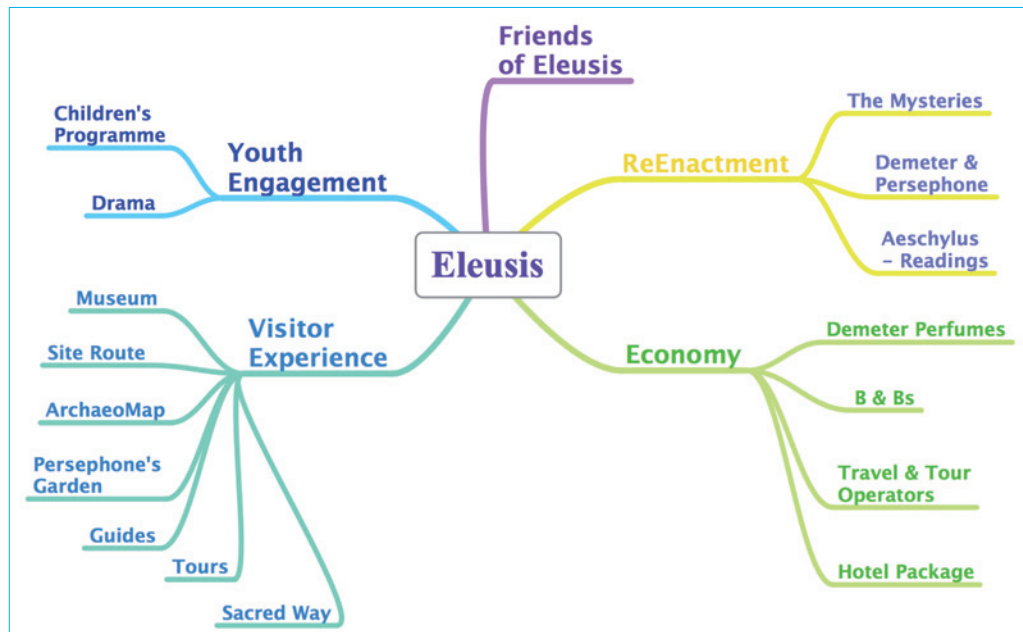 Friends
of Eleusis
Children's
Programme
Youth
Engagement
Drama
The Mysteries
ReEnactment
Demeter &
Persephone
Aeschylus
– Readings
Eleusis
Museum
Visitor
Experience
Site Route
ArchaeoMap
Persephone's
Garden
Guides
Tours
Sacred Way
Economy
Demeter Perfumes
B & Bs
Travel & Tour
Operators
Hotel Package